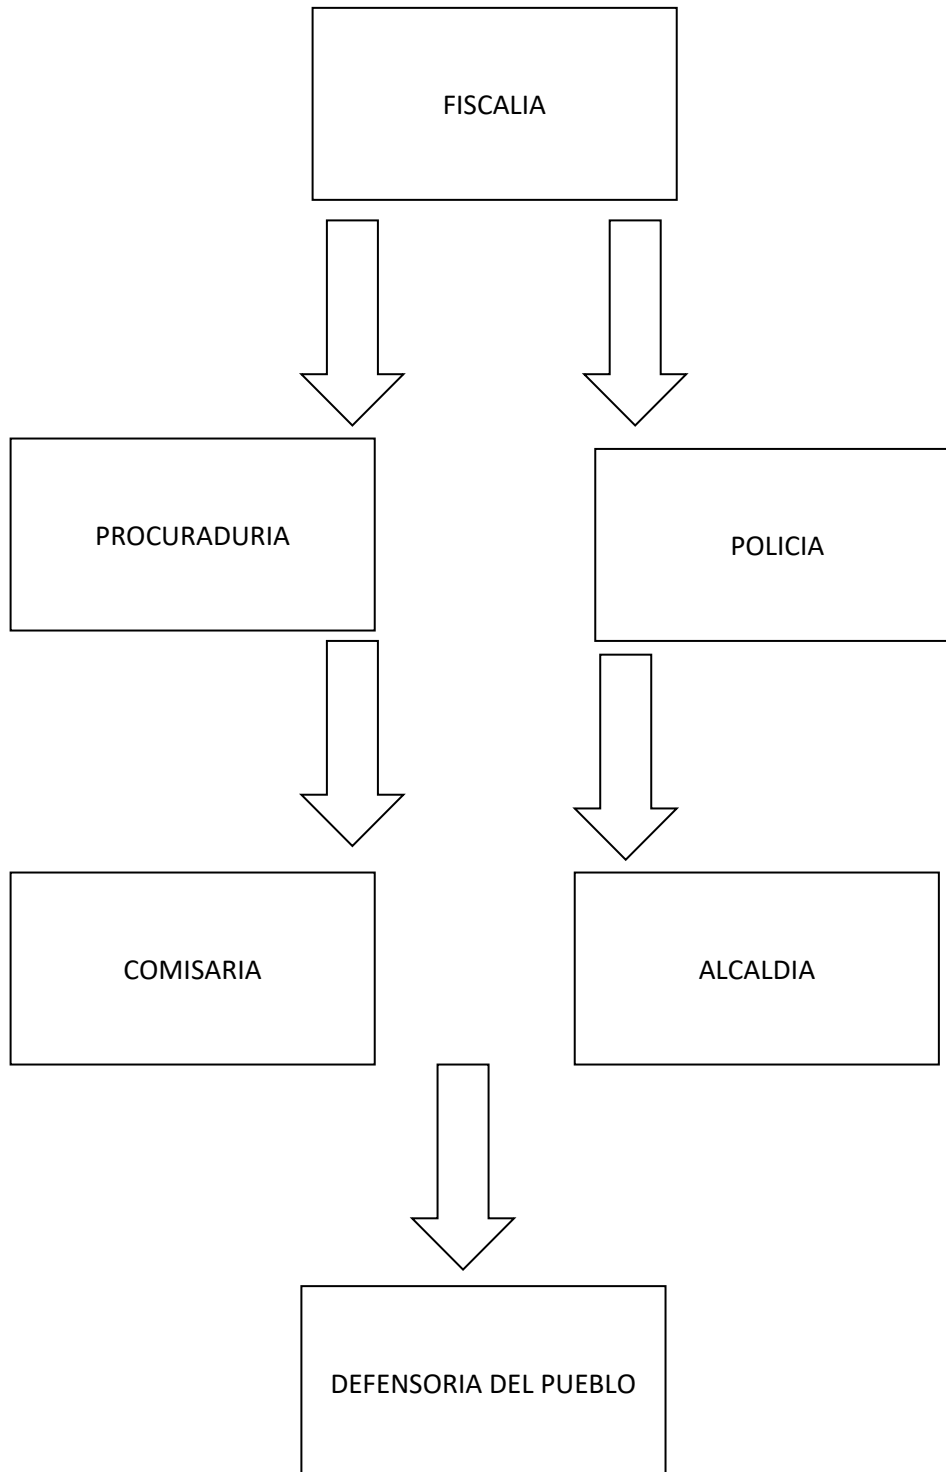 FISCALIA
PROCURADURIA
POLICIA
COMISARIA
ALCALDIA
DEFENSORIA DEL PUEBLO